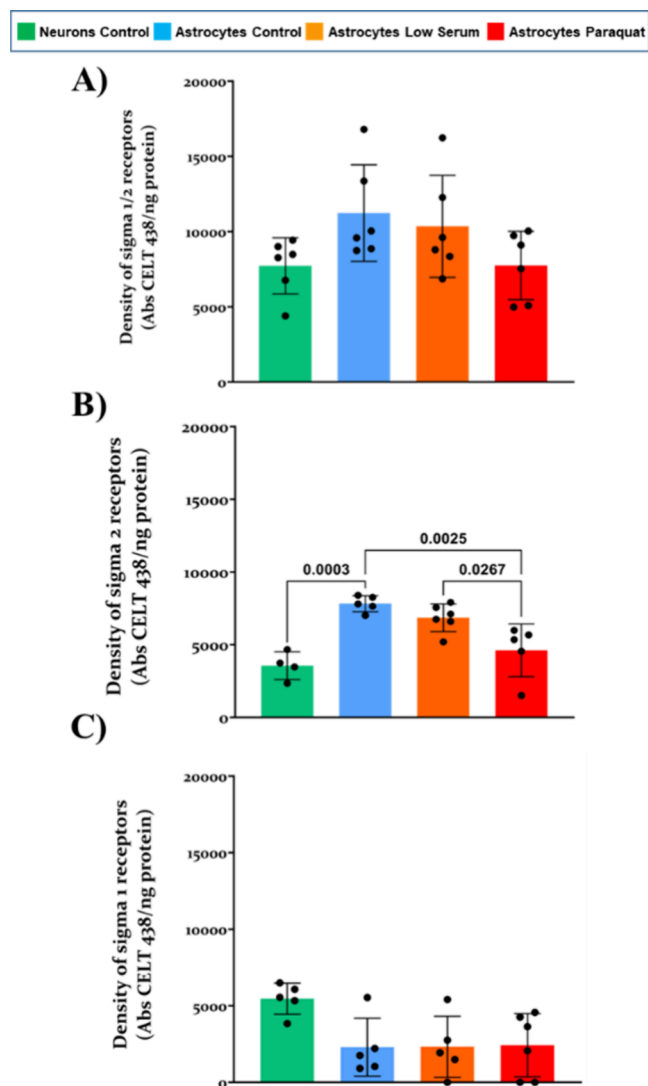 Neurons Control Astrocytes Control Astrocytes Low Serum Astrocytes Paraquat
A)
Density of sigma 1/2 receptors
(Abs CELT 438/ng protein)
20000
15000
10000
5000
0
B)
Density of sigma 2 receptors
(Abs CELT 438/ng protein)
20000
15000
10000
5000
0
0.0025
0.0003
0.0267
C)
Density of sigma 1 receptors
(Abs CELT 438/ng protein)
20000
15000
10000
5000
0